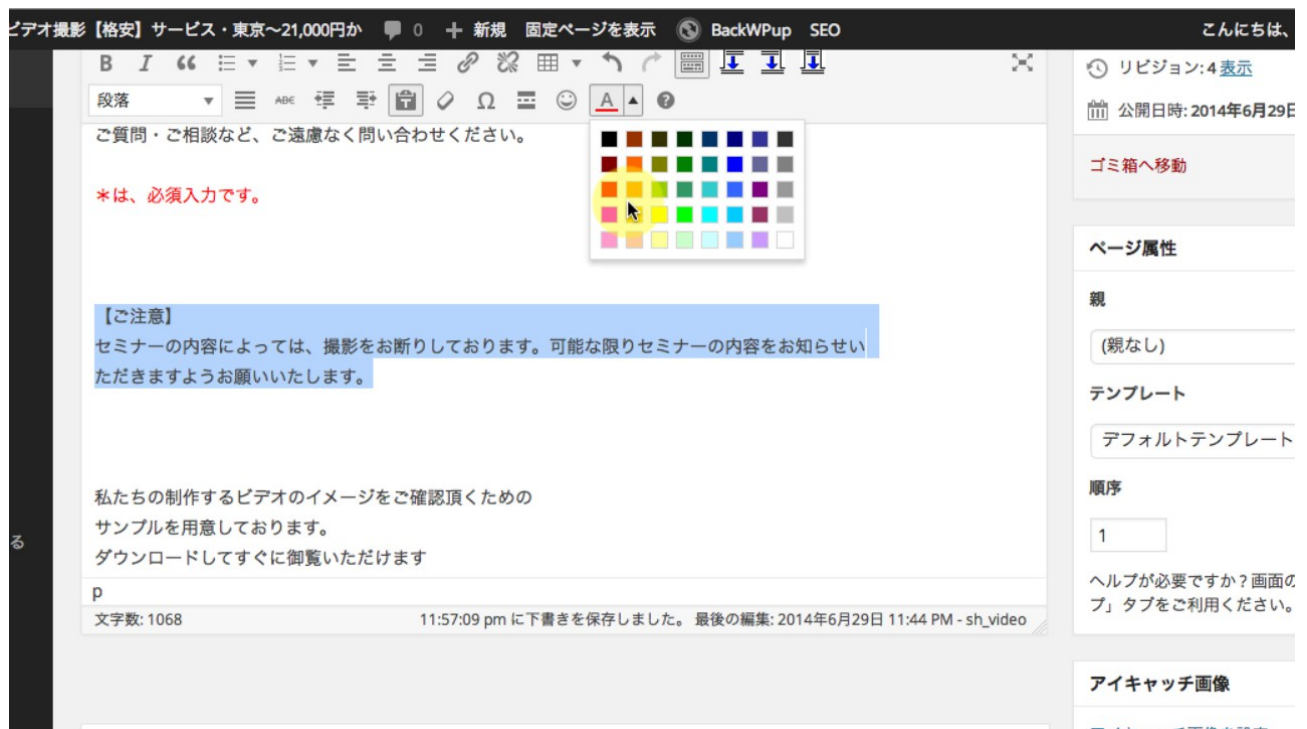 ビデオ撮影【格安】サービス・東京〜21,000円か 0 + 新規 固定ページを表示 BackWPup SEO こんにちは、
B I ABC Ω A
段落
リビジョン: 4 表示
公開日時: 2014年6月29日
ゴミ箱へ移動
ご質問・ご相談など、ご遠慮なく問い合わせください。
＊は、必須入力です。
【ご注意】
セミナーの内容によっては、撮影をお断りしております。可能な限りセミナーの内容をお知らせい
ただきますようお願いいたします。
私たちの制作するビデオのイメージをご確認頂くための
サンプルを用意しております。
ダウンロードしてすぐに御覧いただけます
p
文字数: 1068 11:57:09 pm に下書きを保存しました。 最後の編集: 2014年6月29日 11:44 PM - sh_video
る
ページ属性
親
(親なし)
テンプレート
デフォルトテンプレート
順序
1
ヘルプが必要ですか？画面の
プ」タブをご利用ください。
アイキャッチ画像